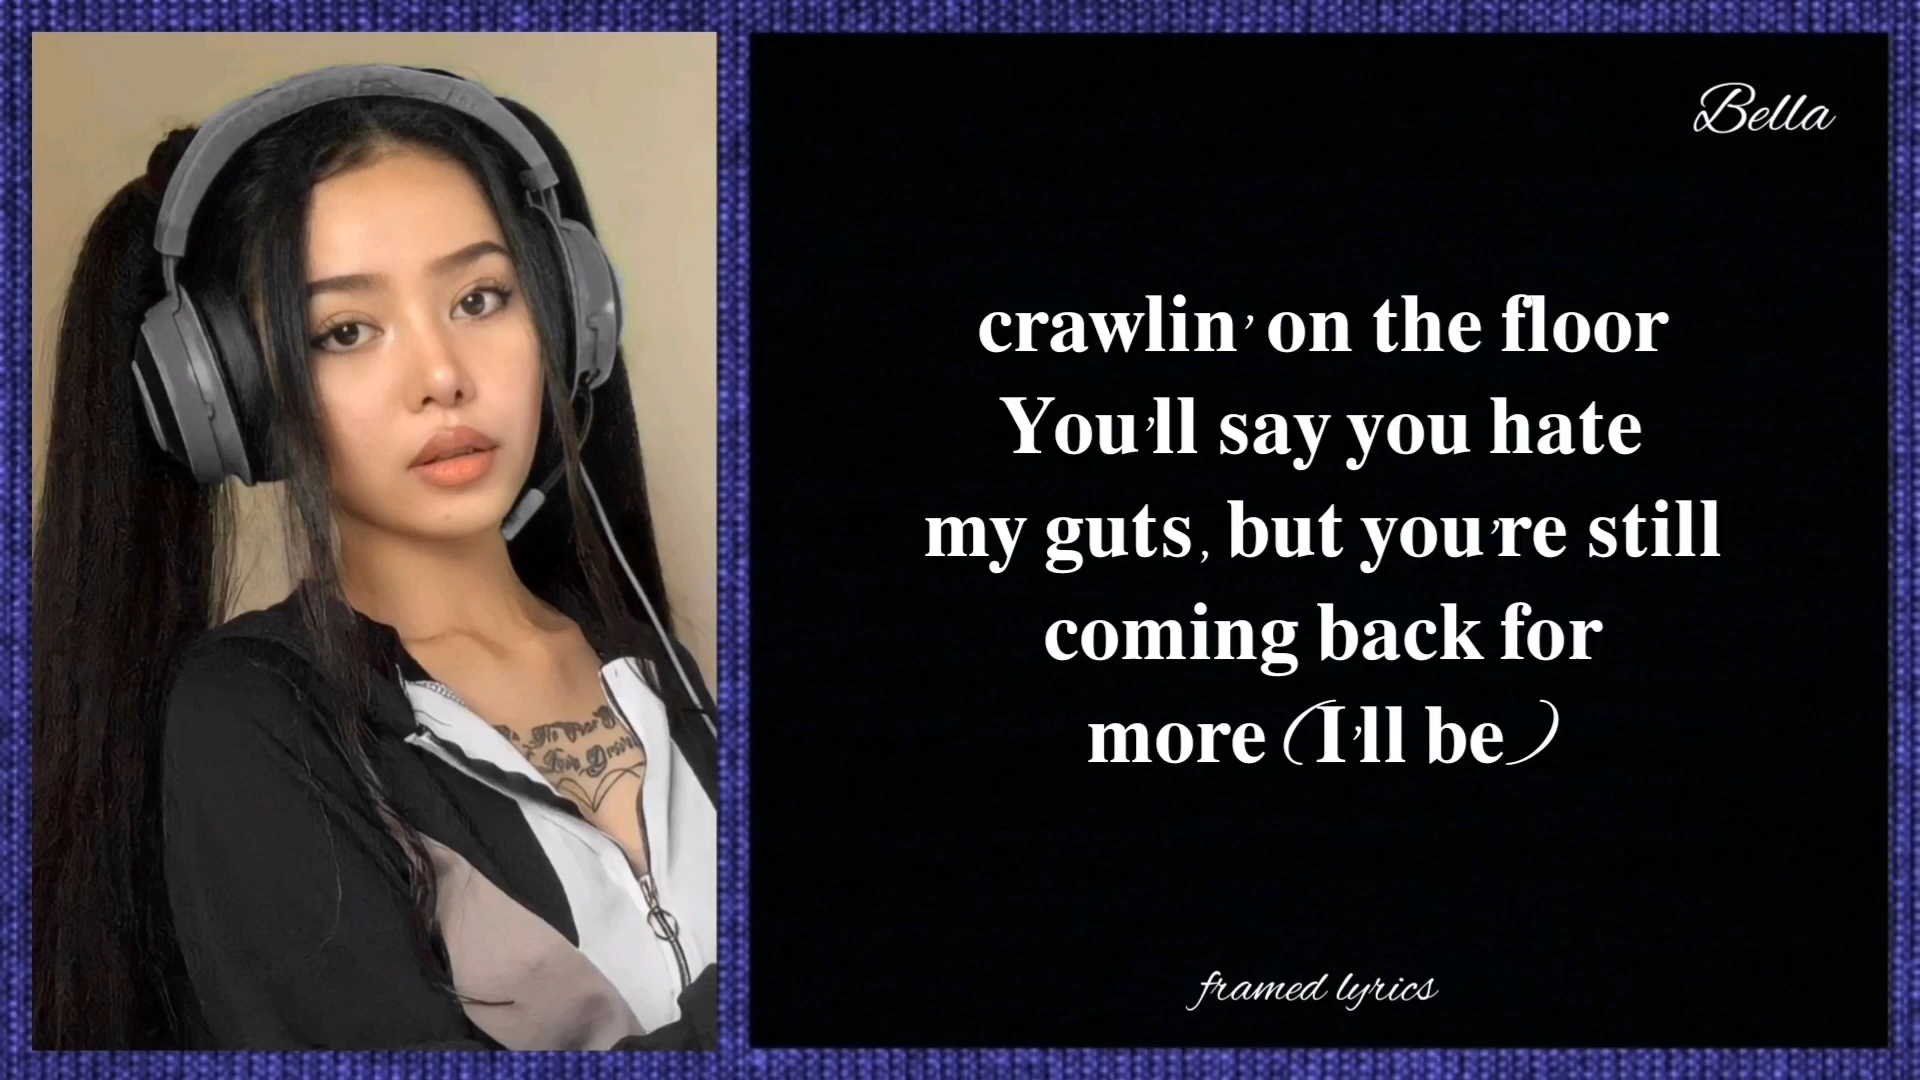 Bella
crawlin' on the floor
You'll say you hate
my guts, but you're still
coming back for
more (I'll be)
framed lyrics